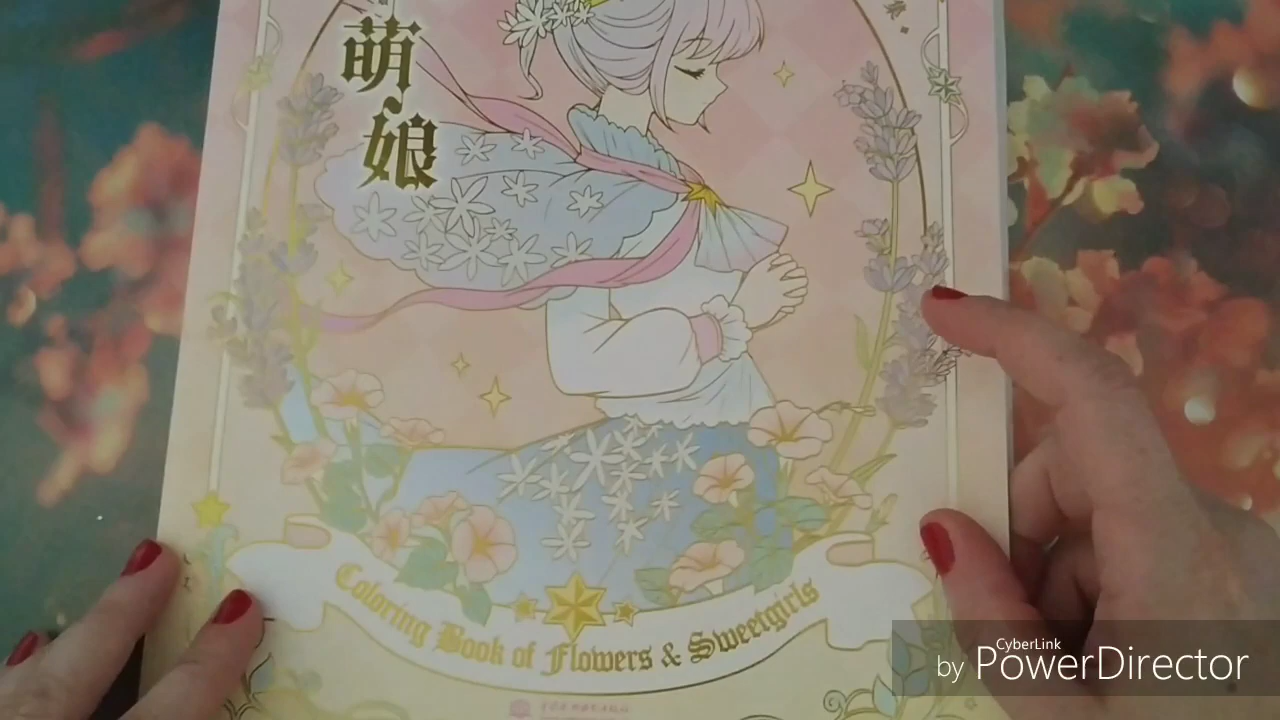 萌
娘
Coloring Book of Flowers & Sweetgirls
CyberLink
by PowerDirector